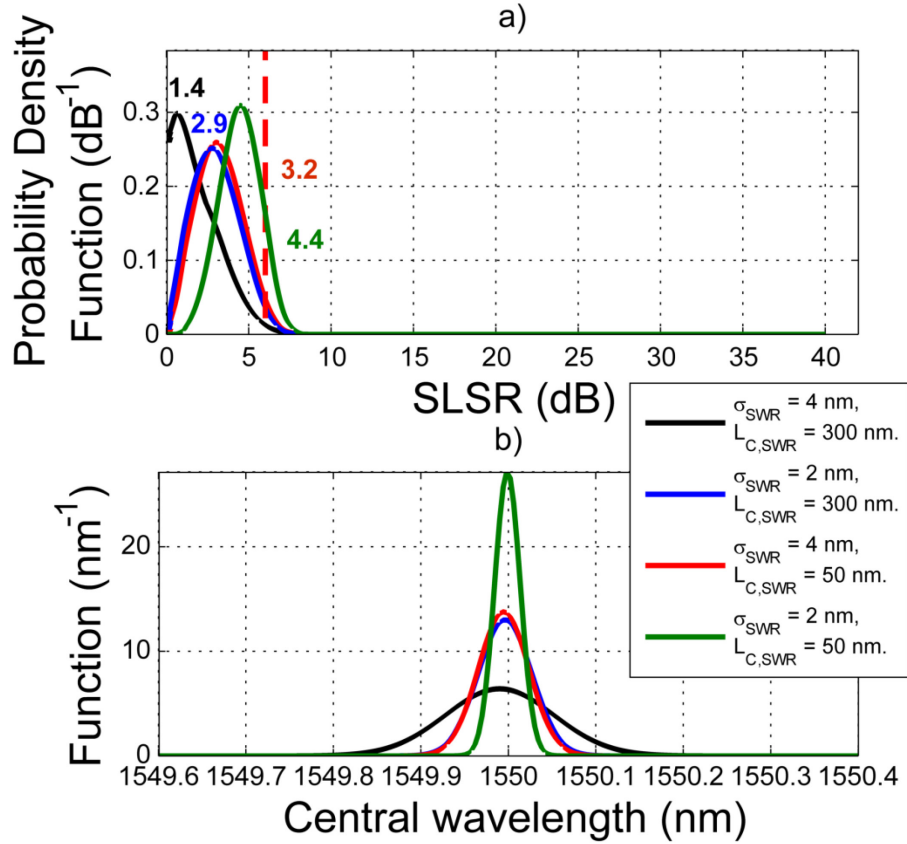 a)
Probability Density
Function (dB⁻¹)
0.3
0.2
0.1
0
1.4
2.9
3.2
4.4
0 5 10 15 20 25 30 35 40
SLSR (dB)
b)
Function (nm⁻¹)
20
10
0
1549.6 1549.7 1549.8 1549.9 1550 1550.1 1550.2 1550.3 1550.4
Central wavelength (nm)
σSWR = 4 nm,
LC,SWR = 300 nm.
σSWR = 2 nm,
LC,SWR = 300 nm.
σSWR = 4 nm,
LC,SWR = 50 nm.
σSWR = 2 nm,
LC,SWR = 50 nm.